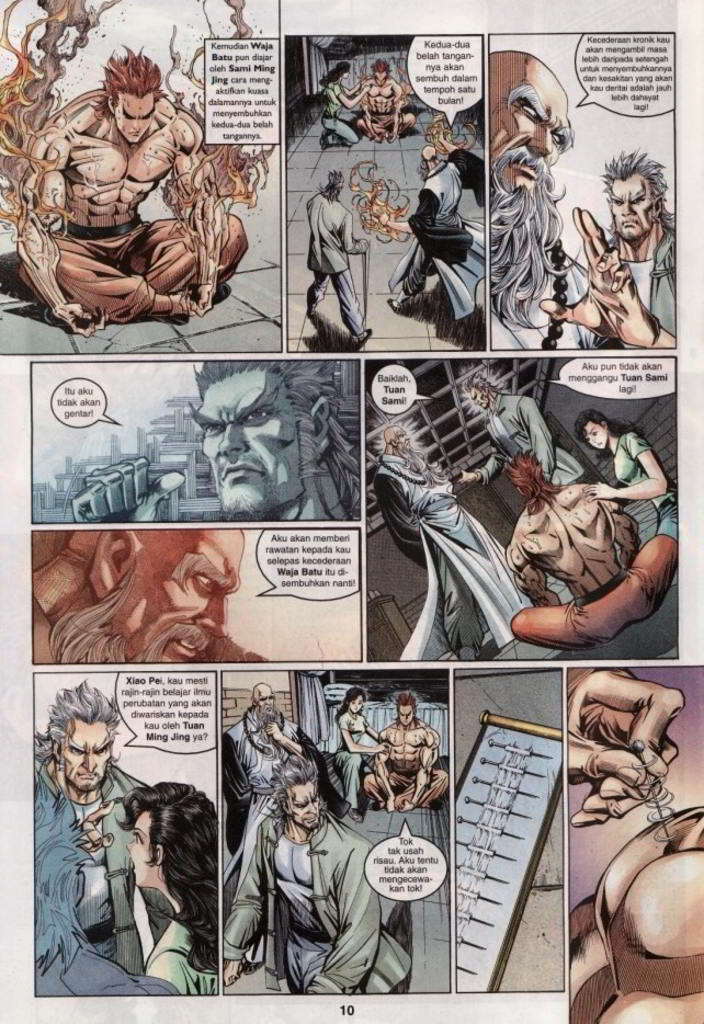 Kemudian Waja
Batu pun diajar
oleh Sami Ming
Jing cara meng-
aktifkan kuasa
dalamannya untuk
menyembuhkan
kedua-dua belah
tangannya.
Kedua-dua
belah tangan-
nya akan
sembuh dalam
tempoh satu
bulan!
Kecederaan kronik kau
akan mengambil masa
lebih daripada setengah
untuk menyembuhkannya
dan kesakitan yang akan
kau deritai adalah jauh
lebih dahsyat
lagi!
Itu aku
tidak akan
gentar!
Aku akan memberi
rawatan kepada kau
selepas kecederaan
Waja Batu itu di-
sembuhkan nanti!
Baiklah,
Tuan
Sami!
Aku pun tidak akan
menggangu Tuan Sami
lagi!
Xiao Pei, kau mesti
rajin-rajin belajar ilmu
perubatan yang akan
diwariskan kepada
kau oleh Tuan
Ming Jing ya?
Tok
tak usah
risau. Aku tentu
tidak akan
mengecewa-
kan tok!
10